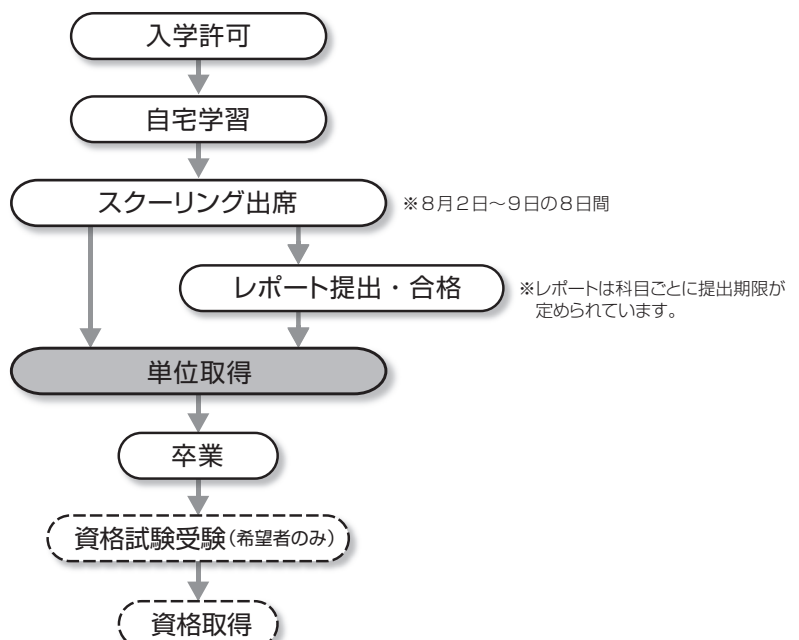 入学許可
自宅学習
スクーリング出席
※8月2日～9日の8日間
レポート提出・合格
※レポートは科目ごとに提出期限が
定められています。
単位取得
卒業
資格試験受験(希望者のみ)
資格取得